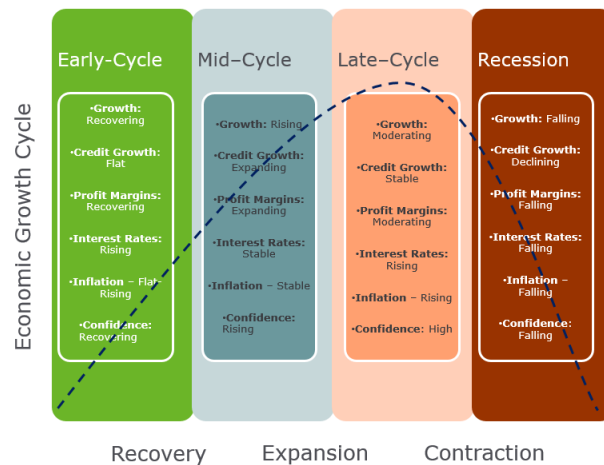 Economic Growth Cycle
Early-Cycle
•Growth:
Recovering
•Credit Growth:
Flat
•Profit Margins:
Recovering
•Interest Rates:
Rising
•Inflation – Flat-
Rising
•Confidence:
Recovering
Mid–Cycle
•Growth: Rising
•Credit Growth:
Expanding
•Profit Margins:
Expanding
•Interest Rates:
Stable
•Inflation – Stable
•Confidence:
Rising
Late–Cycle
•Growth:
Moderating
•Credit Growth:
Stable
•Profit Margins:
Moderating
•Interest Rates:
Rising
•Inflation – Rising
•Confidence: High
Recession
•Growth: Falling
•Credit Growth:
Declining
•Profit Margins:
Falling
•Interest Rates:
Falling
•Inflation –
Falling
•Confidence:
Falling
Recovery Expansion Contraction